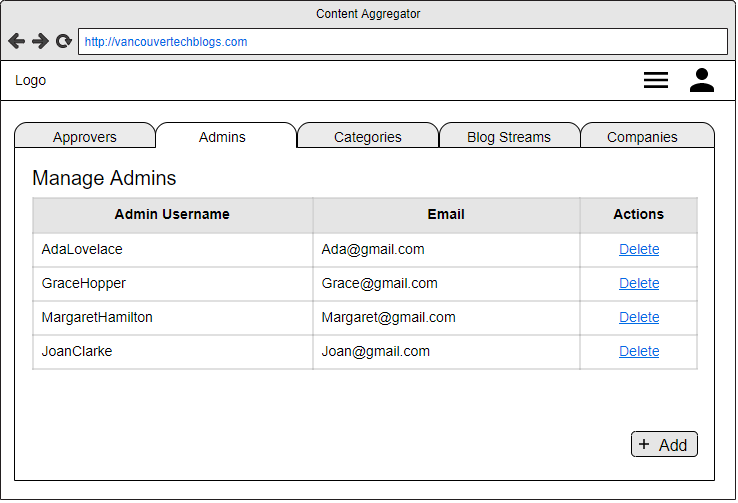 Content Aggregator
http://vancouvertechblogs.com
Logo
Approvers Admins Categories Blog Streams Companies
Manage Admins
Admin Username Email Actions
AdaLovelace Ada@gmail.com Delete
GraceHopper Grace@gmail.com Delete
MargaretHamilton Margaret@gmail.com Delete
JoanClarke Joan@gmail.com Delete
+ Add